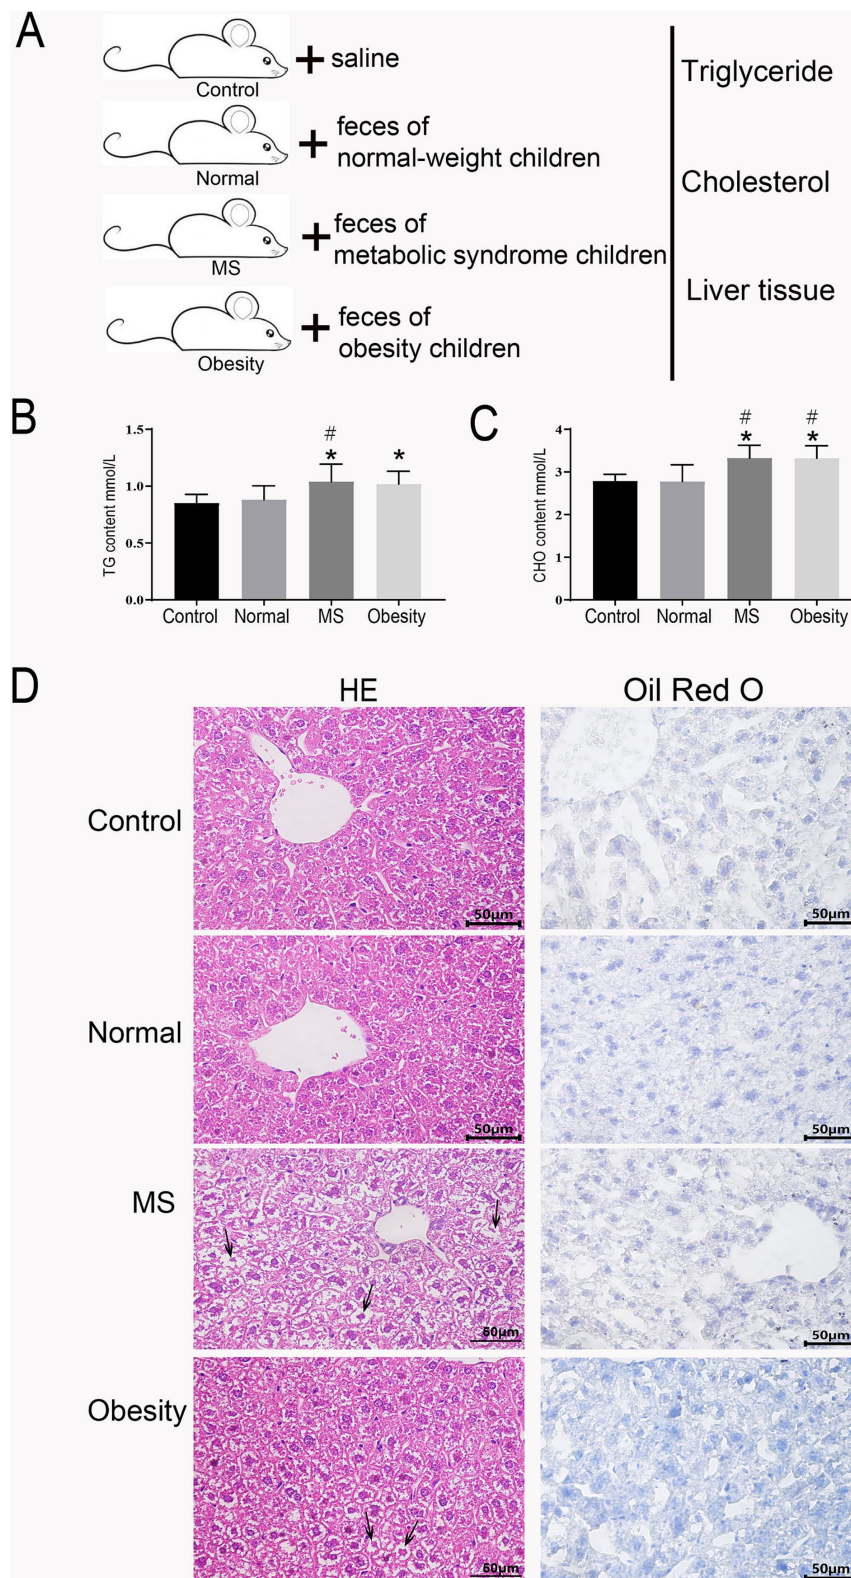 A
saline
Control
feces of
normal-weight children
Normal
feces of
metabolic syndrome children
MS
feces of
obesity children
Obesity
Triglyceride
Cholesterol
Liver tissue
B
TG content mmol/L
1.5
1.0
0.5
0.0
#
*
*
Control Normal MS Obesity
C
CHO content mmol/L
4
3
2
1
0
# #
* *
Control Normal MS Obesity
D
HE Oil Red O
Control
50µm 50µm
Normal
50µm 50µm
MS
50µm 50µm
Obesity
50µm 50µm